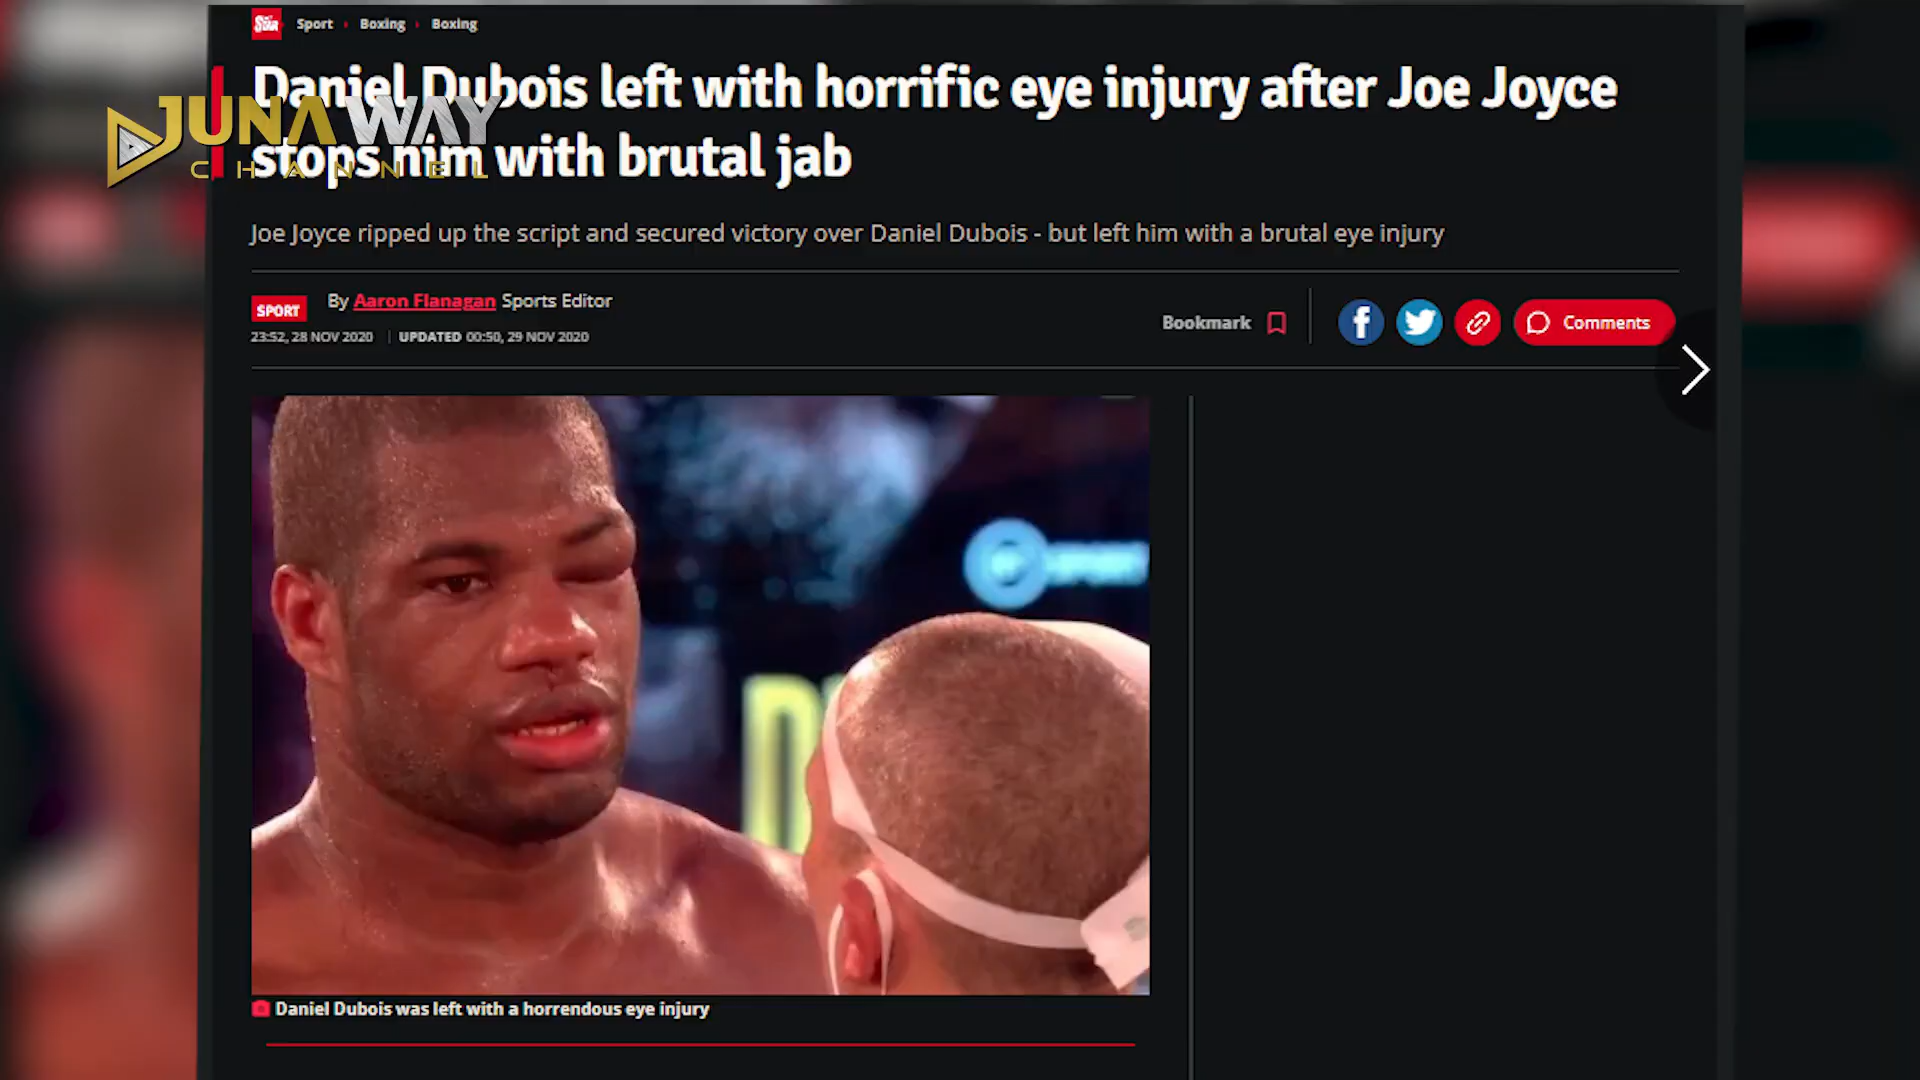 STAR Sport Boxing Boxing
Daniel Dubois left with horrific eye injury after Joe Joyce
stops him with brutal jab
JUNA WAY
CHANNEL
Joe Joyce ripped up the script and secured victory over Daniel Dubois - but left him with a brutal eye injury
SPORT
By Aaron Flanagan Sports Editor
23:52, 28 NOV 2020 | UPDATED 00:50, 29 NOV 2020
Bookmark
Comments
SPORT
D
Daniel Dubois was left with a horrendous eye injury